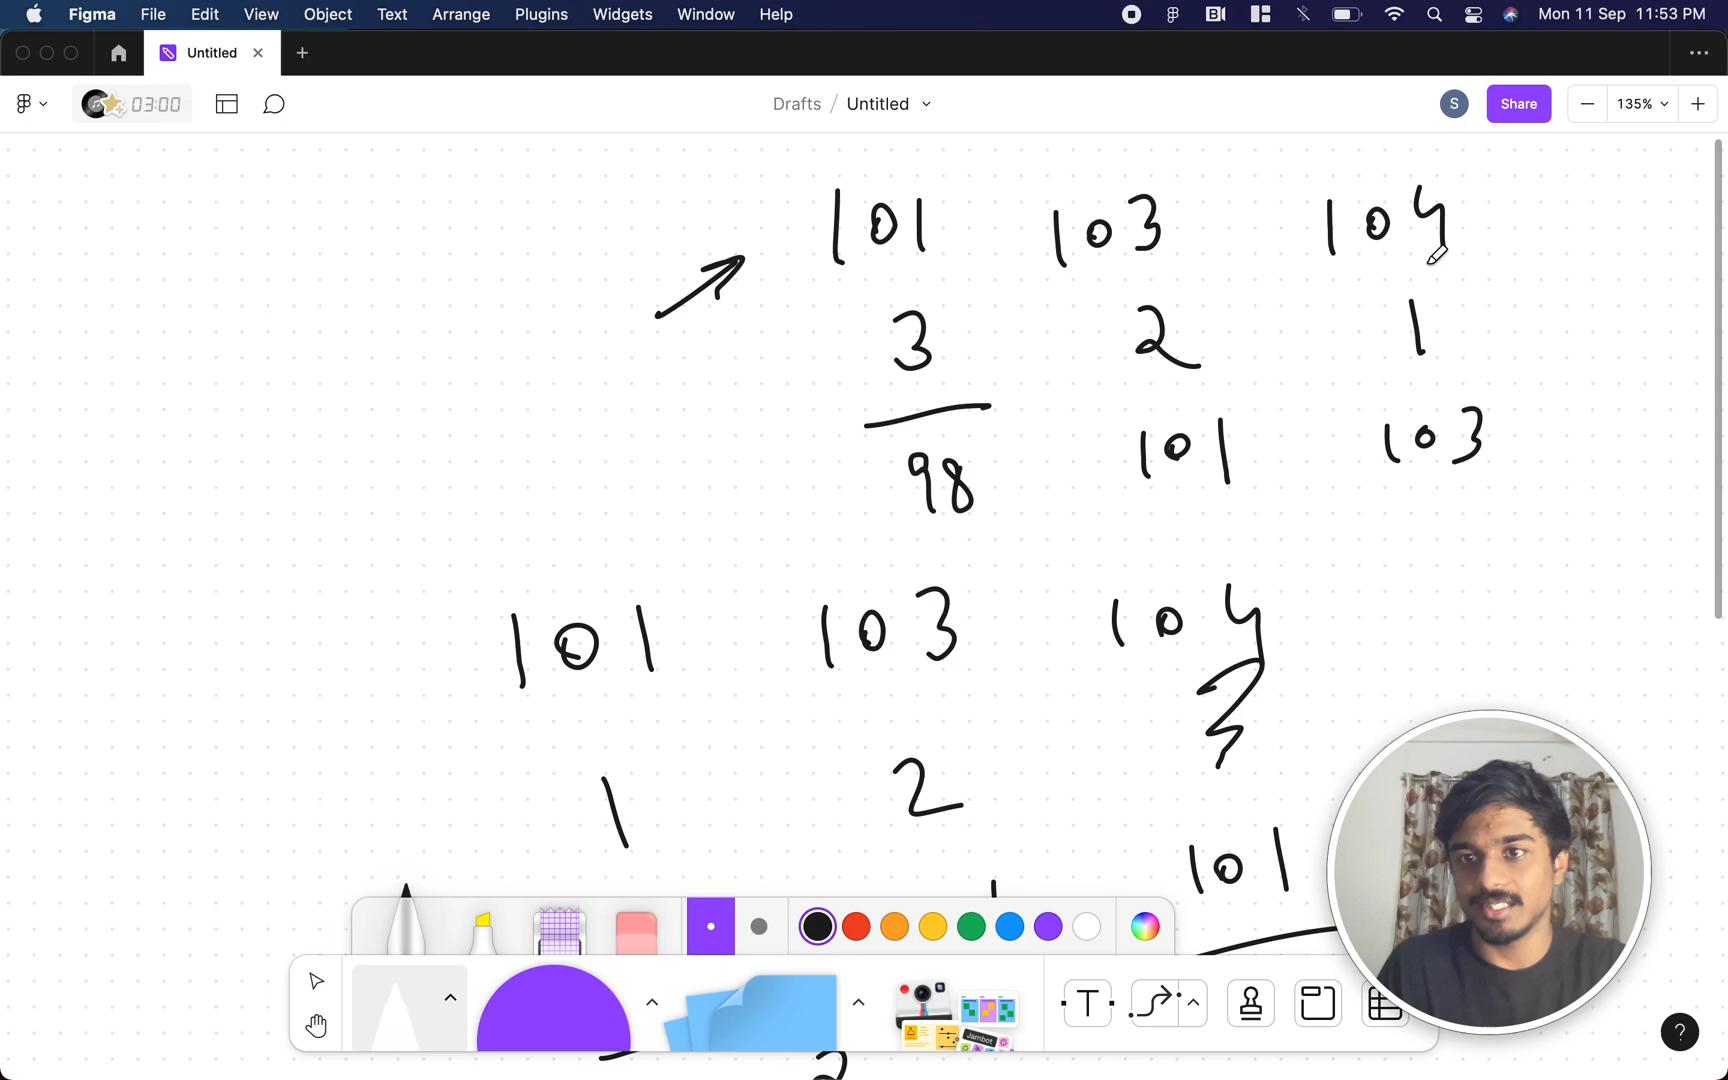 Figma File Edit View Object Text Arrange Plugins Widgets Window Help Mon 11 Sep 11:53 PM
Untitled
03:00 Drafts / Untitled S Share 135%
101 103 104
3 2 1
98 101 103
101 103 104
1 2
101
T
Jambot
2
?